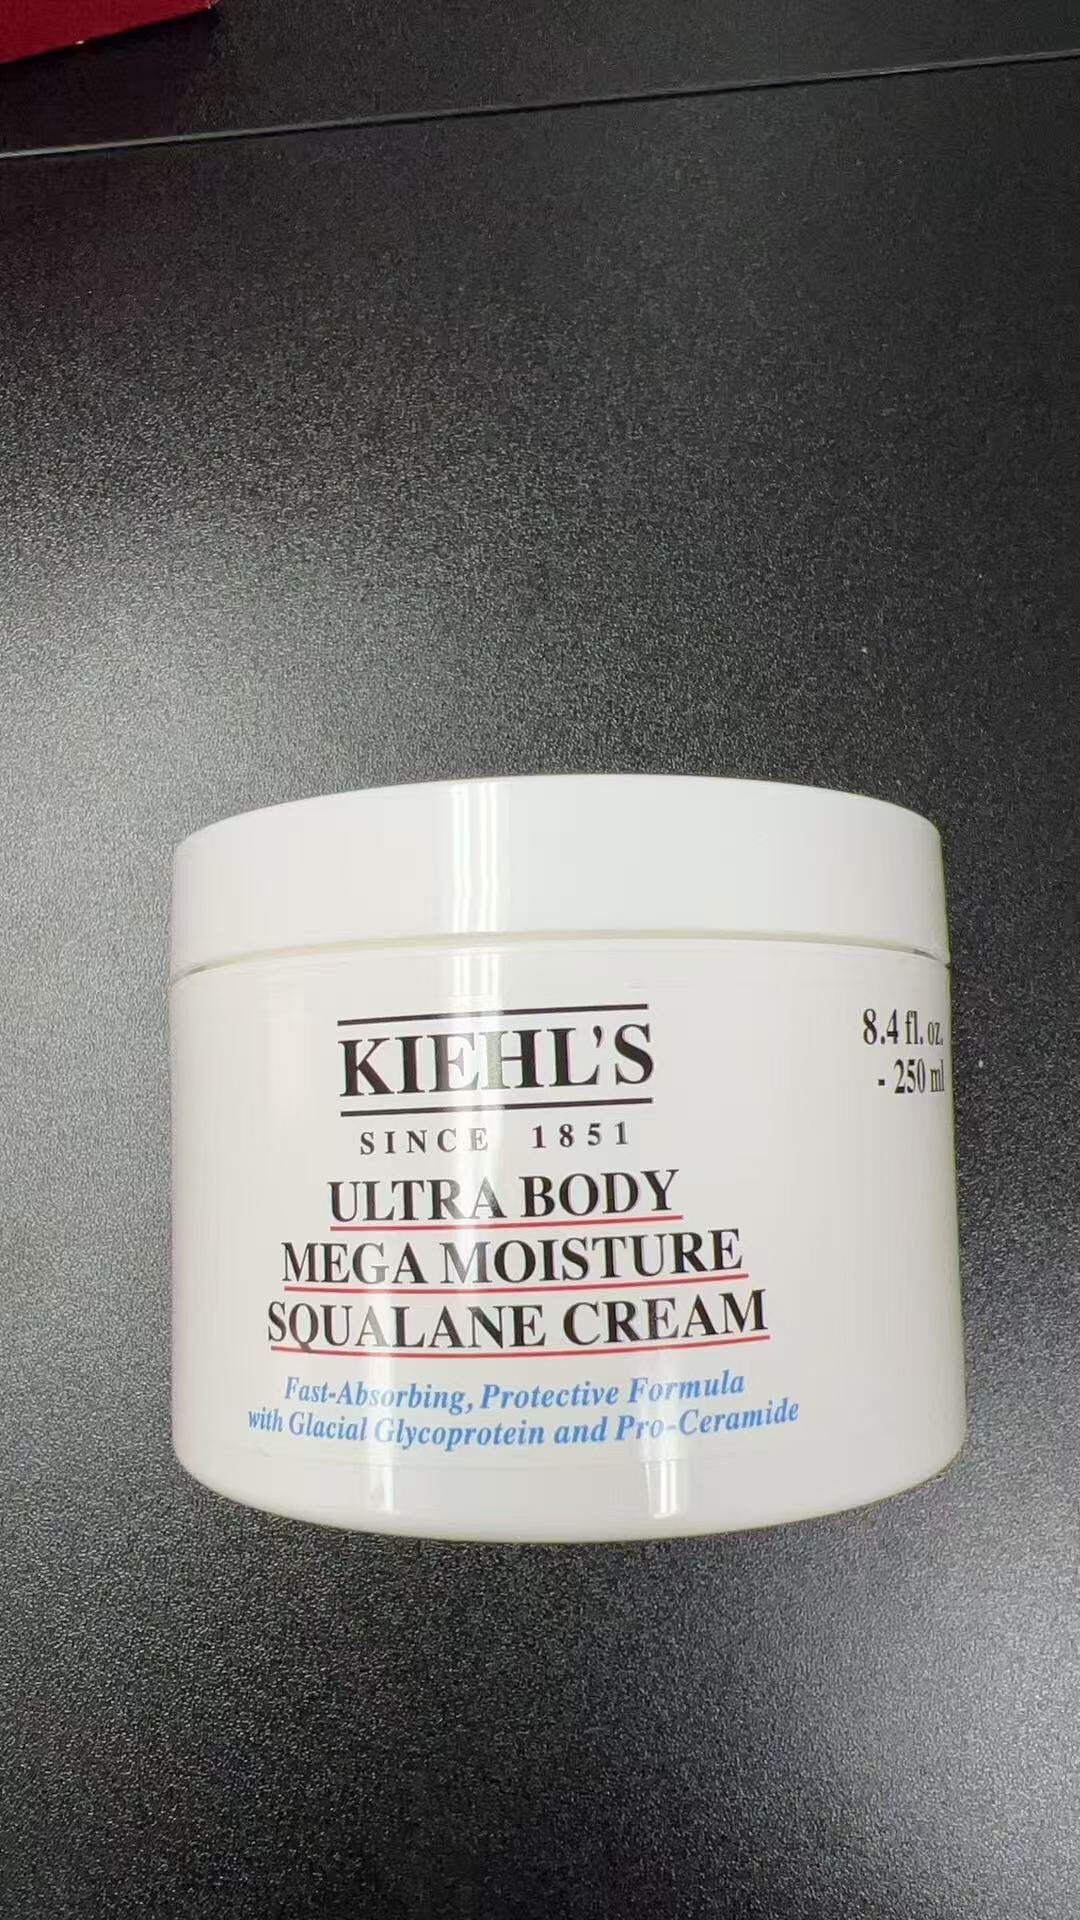 KIEHL'S
SINCE 1851
ULTRA BODY
MEGA MOISTURE
SQUALANE CREAM
Fast-Absorbing, Protective Formula
with Glacial Glycoprotein and Pro-Ceramide
8.4 fl. oz.
- 250 ml